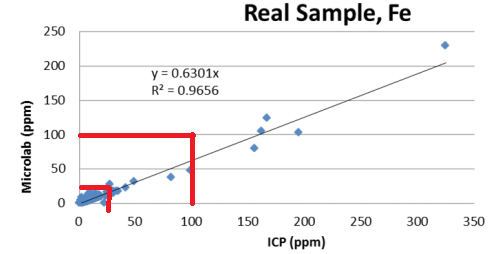 Real Sample, Fe
250
200
150
100
50
0
y = 0.6301x
R² = 0.9656
Microlab (ppm)
0 50 100 150 200 250 300 350
ICP (ppm)